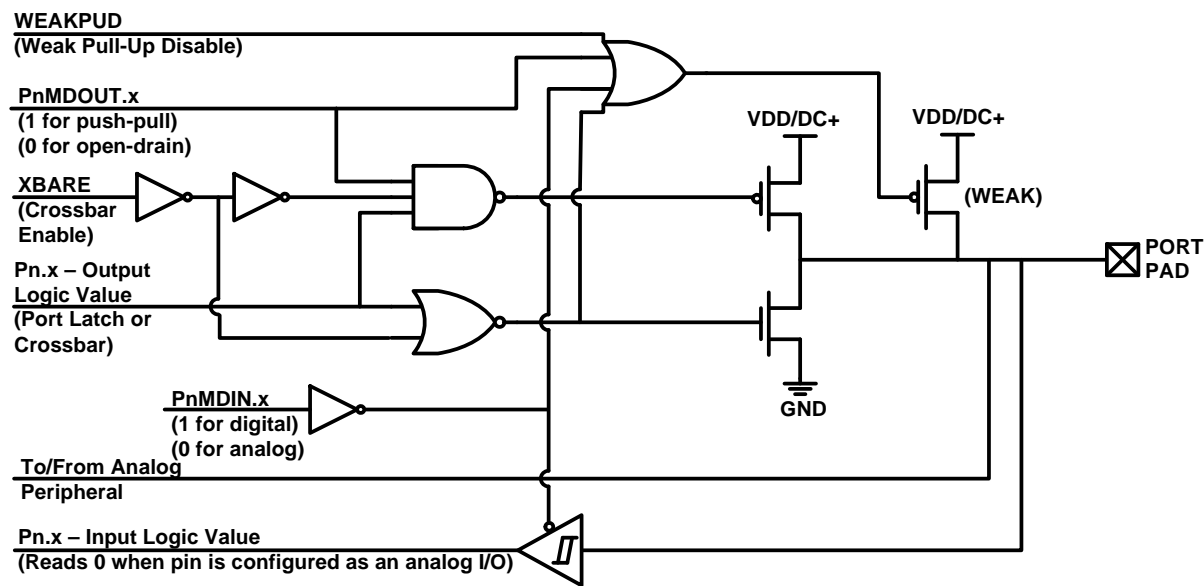 WEAKPUD
(Weak Pull-Up Disable)
PnMDOUT.x
(1 for push-pull)
(0 for open-drain)
XBARE
(Crossbar
Enable)
Pn.x – Output
Logic Value
(Port Latch or
Crossbar)
PnMDIN.x
(1 for digital)
(0 for analog)
To/From Analog
Peripheral
Pn.x – Input Logic Value
(Reads 0 when pin is configured as an analog I/O)
VDD/DC+
VDD/DC+
(WEAK)
PORT
PAD
GND